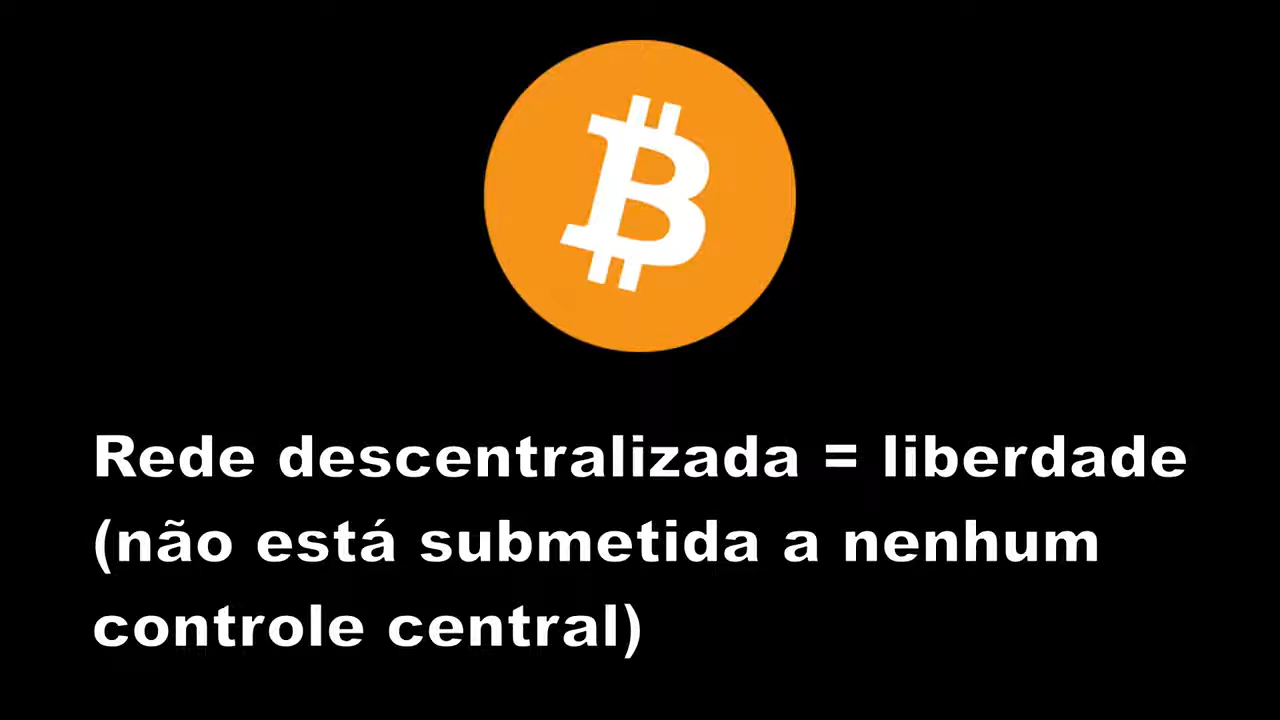 Rede descentralizada = liberdade
(não está submetida a nenhum
controle central)